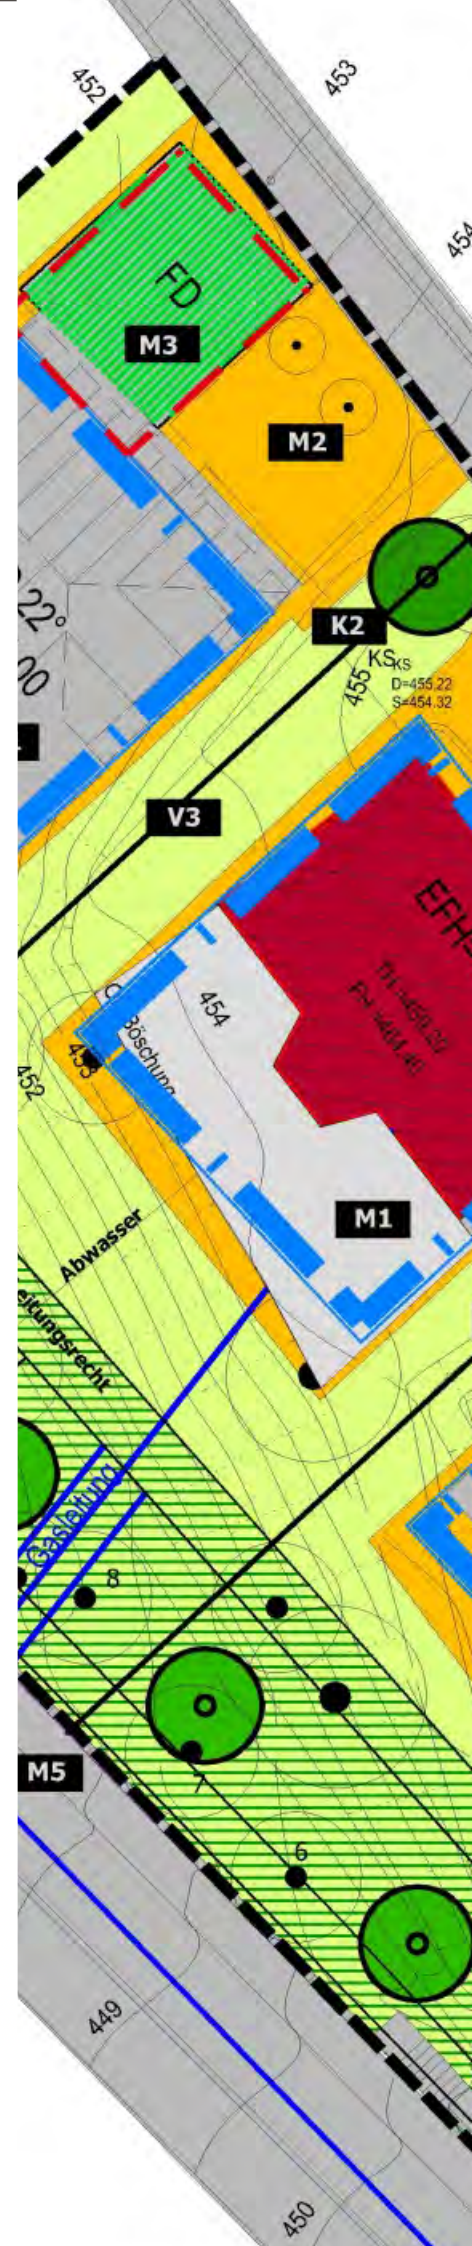 453
452
454
FD
M3
M2
22°
K2
00
KS
KS
455
D=455.22
S=454.32
V3
EFH
454
Böschung
453
452
M1
Abwasser
eitungsrecht
Gasleitung
8
7
M5
6
449
450